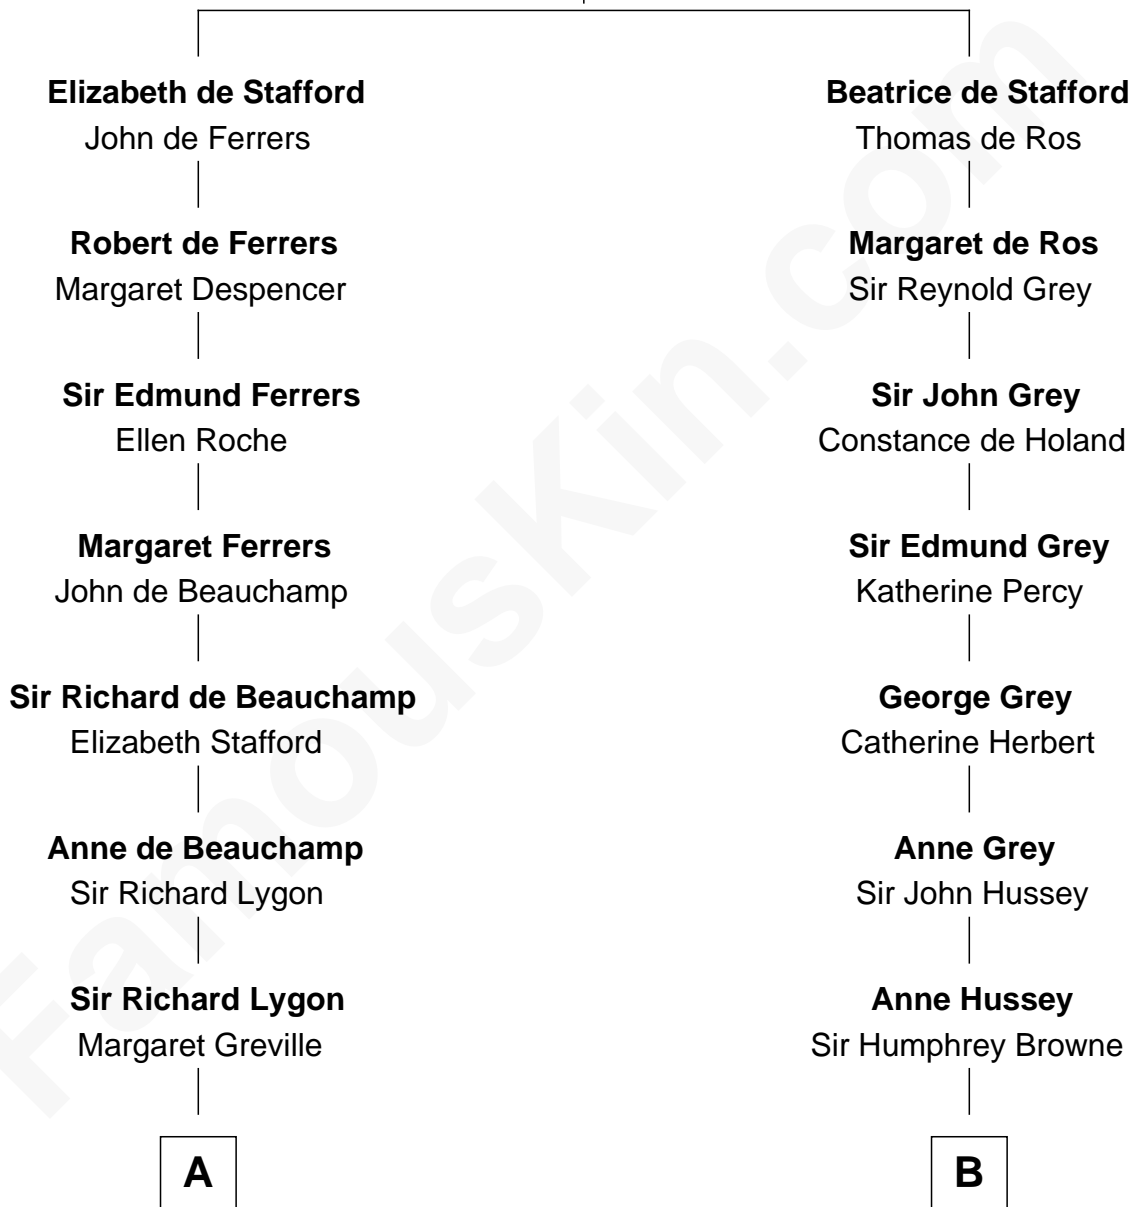 Elizabeth de Stafford
John de Ferrers
Robert de Ferrers
Margaret Despencer
Sir Edmund Ferrers
Ellen Roche
Margaret Ferrers
John de Beauchamp
Sir Richard de Beauchamp
Elizabeth Stafford
Anne de Beauchamp
Sir Richard Lygon
Sir Richard Lygon
Margaret Greville
A
Beatrice de Stafford
Thomas de Ros
Margaret de Ros
Sir Reynold Grey
Sir John Grey
Constance de Holand
Sir Edmund Grey
Katherine Percy
George Grey
Catherine Herbert
Anne Grey
Sir John Hussey
Anne Hussey
Sir Humphrey Browne
B
FamousKin.com